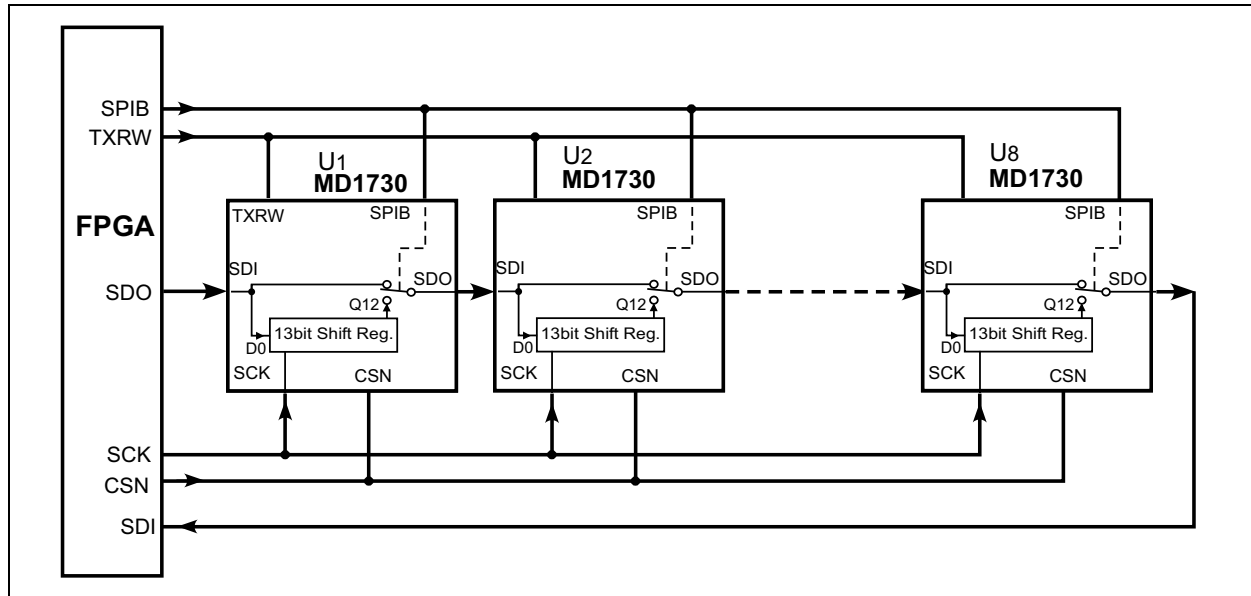 SPIB
TXRW
FPGA
SDO
SCK
CSN
SDI
U1
MD1730
TXRW
SPIB
SDI
SDO
Q12
13bit Shift Reg.
D0
SCK
CSN
U2
MD1730
SPIB
SDI
SDO
Q12
13bit Shift Reg.
D0
SCK
CSN
U8
MD1730
SPIB
SDI
SDO
Q12
13bit Shift Reg.
D0
SCK
CSN